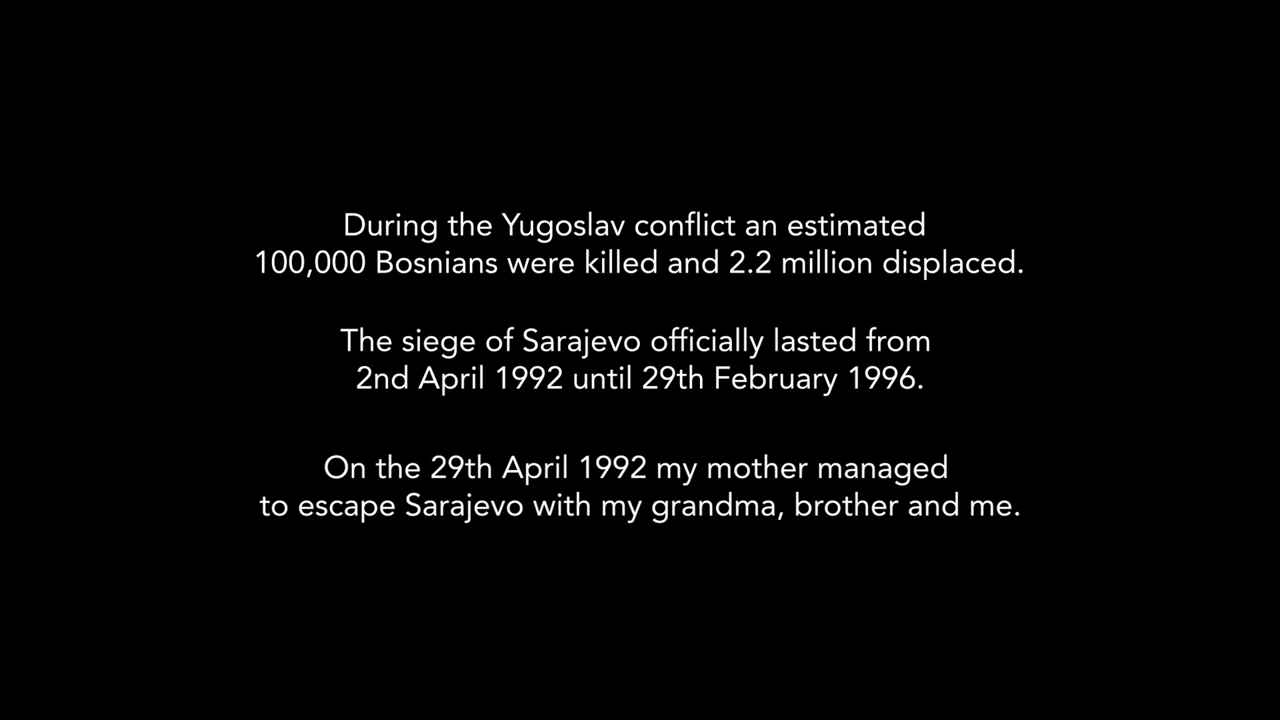 During the Yugoslav conflict an estimated
100,000 Bosnians were killed and 2.2 million displaced.
The siege of Sarajevo officially lasted from
2nd April 1992 until 29th February 1996.
On the 29th April 1992 my mother managed
to escape Sarajevo with my grandma, brother and me.